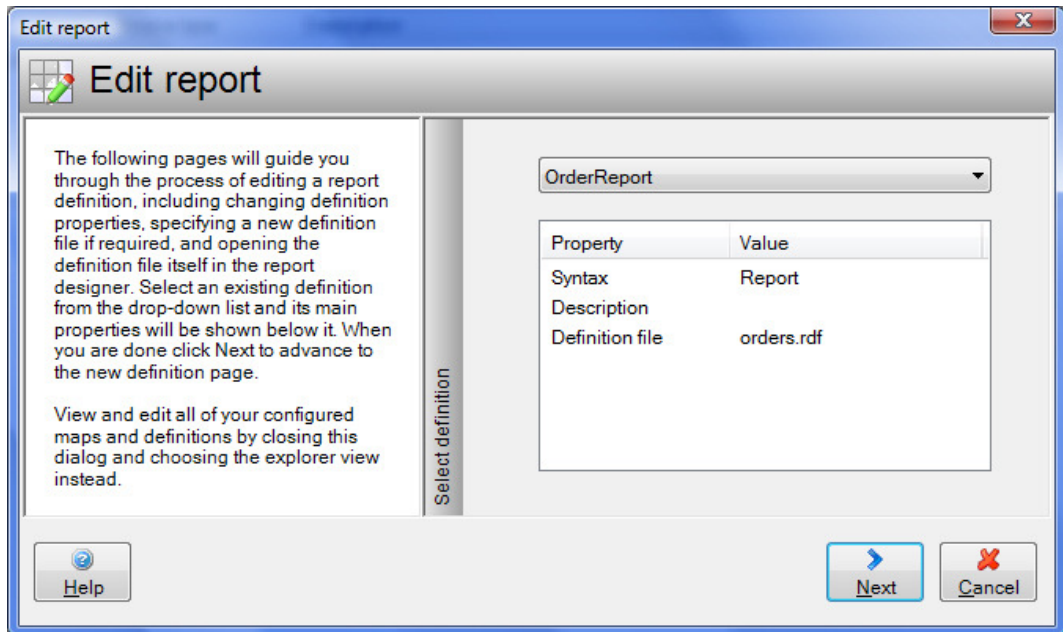 Edit report
Edit report
The following pages will guide you
through the process of editing a report
definition, including changing definition
properties, specifying a new definition
file if required, and opening the
definition file itself in the report
designer. Select an existing definition
from the drop-down list and its main
properties will be shown below it. When
you are done click Next to advance to
the new definition page.
View and edit all of your configured
maps and definitions by closing this
dialog and choosing the explorer view
instead.
Select definition
OrderReport
Property Value
Syntax Report
Description
Definition file orders.rdf
Help
Next
Cancel